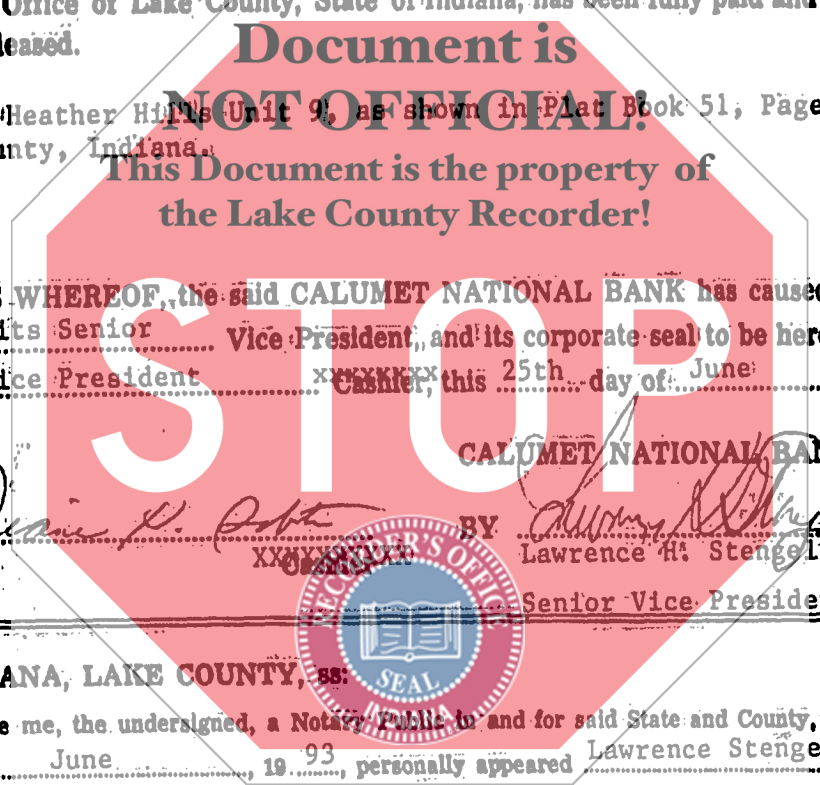 Office of Lake County, State of Indiana, has been fully paid and
leased.
Document is
NOT OFFICIAL!
Heather Hills Unit 9, as shown in Plat Book 51, Page
nty, Indiana.
This Document is the property of
the Lake County Recorder!
STOP
WHEREOF, the said CALUMET NATIONAL BANK has caused
its Senior Vice President, and its corporate seal to be her
ice President xxxxxxxx Cashier, this 25th day of June
CALUMET NATIONAL BAN
BY
Lawrence H. Stengel
Senior Vice Preside
RECORDER'S OFFICE
SEAL
INDIANA
ANA, LAKE COUNTY, ss:
e me, the undersigned, a Notary Public in and for said State and County,
June , 19 93, personally appeared Lawrence Stenge